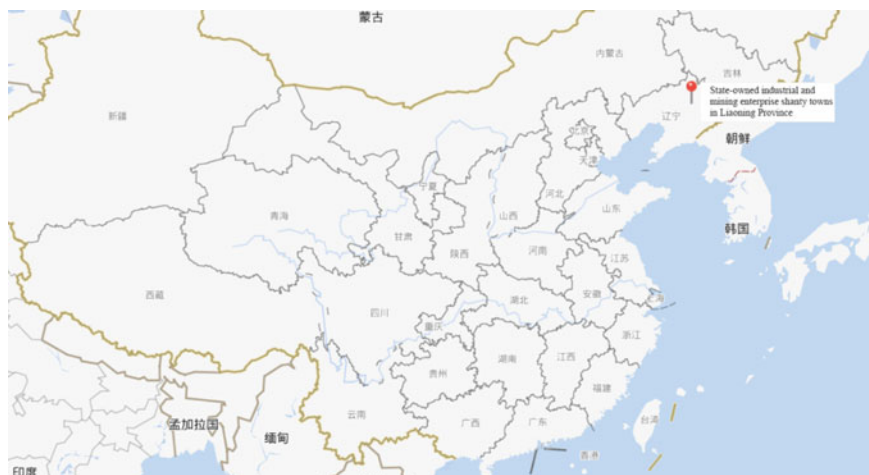 蒙古
内蒙古
吉林
State-owned industrial and
mining enterprise shanty towns
in Liaoning Province
新疆
辽宁
北京
朝鲜
天津
宁夏
河北
山西
山东
青海
甘肃
韩国
陕西
河南
江苏
西藏
四川
湖北
安徽
上海
重庆
浙江
贵州
湖南
江西
福建
云南
孟加拉国
缅甸
广西
广东
台湾
香港
印度